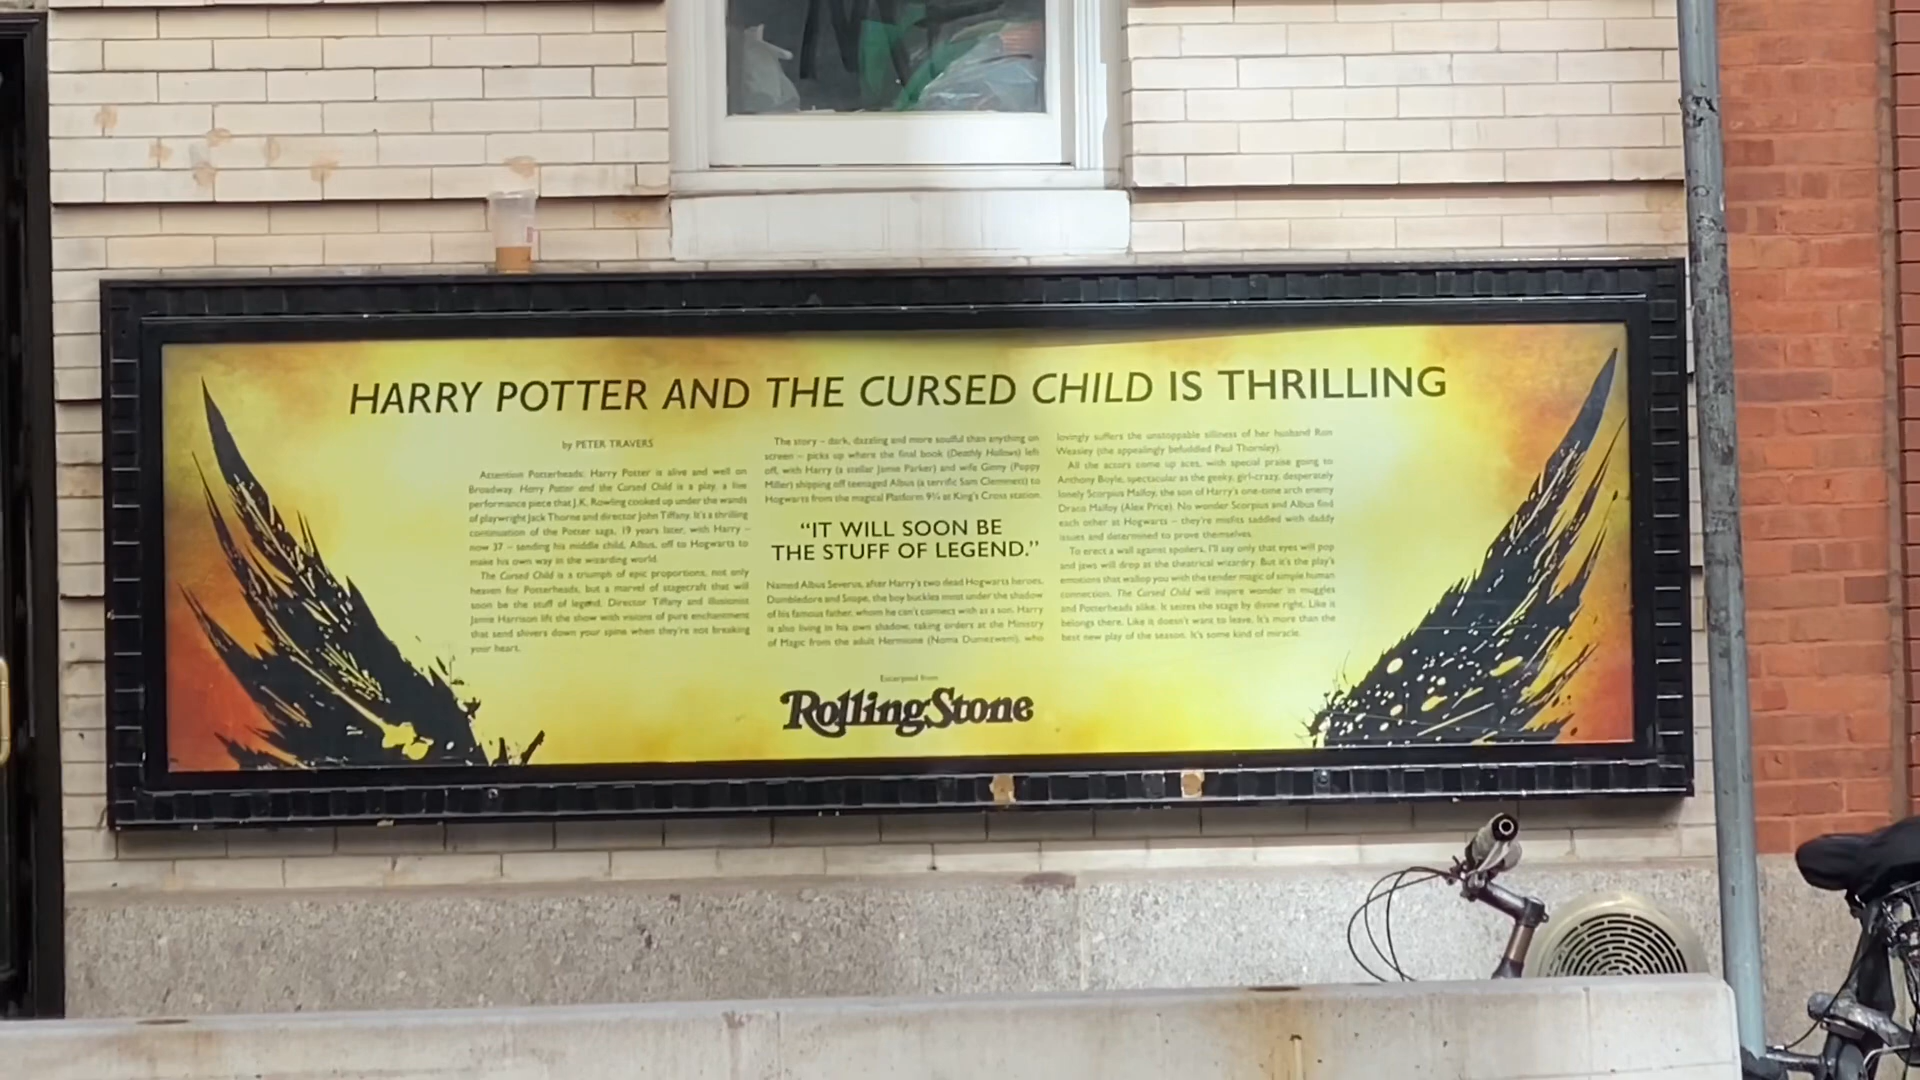 HARRY POTTER AND THE CURSED CHILD IS THRILLING
by PETER TRAVERS
Attention Potterheads: Harry Potter is alive and well on
Broadway. Harry Potter and the Cursed Child is a play, a live
performance piece that J.K. Rowling cooked up under the wands
of playwright Jack Thorne and director John Tiffany. It's a thrilling
continuation of the Potter saga, 19 years later, with Harry –
now 37 – sending his middle child, Albus, off to Hogwarts to
make his own way in the wizarding world.
The Cursed Child is a triumph of epic proportions, not only
heaven for Potterheads, but a marvel of stagecraft that will
soon be the stuff of legend. Director Tiffany and illusionist
Jamie Harrison lift the show with visions of pure enchantment
that send shivers down your spine when they're not breaking
your heart.
The story – dark, dazzling and more soulful than anything on
screen – picks up where the final book (Deathly Hallows) left
off, with Harry (a stellar Jamie Parker) and wife Ginny (Poppy
Miller) shipping off teenaged Albus (a terrific Sam Clemmett) to
Hogwarts from the magical Platform 9¾ at King's Cross station.
"IT WILL SOON BE
THE STUFF OF LEGEND."
Named Albus Severus, after Harry's two dead Hogwarts heroes,
Dumbledore and Snape, the boy buckles most under the shadow
of his famous father, whom he can't connect with as a son. Harry
is also living in his own shadow, taking orders at the Ministry
of Magic from the adult Hermione (Noma Dumezweni), who
lovingly suffers the unstoppable silliness of her husband Ron
Weasley (the appealingly befuddled Paul Thornley).
All the actors come up aces, with special praise going to
Anthony Boyle, spectacular as the geeky, girl-crazy, desperately
lonely Scorpius Malfoy, the son of Harry's one-time arch enemy
Draco Malfoy (Alex Price). No wonder Scorpius and Albus find
each other at Hogwarts – they're misfits saddled with daddy
issues and determined to prove themselves.
To erect a wall against spoilers, I'll say only that eyes will pop
and jaws will drop at the theatrical wizardry. But it's the play's
emotions that wallop you with the tender magic of simple human
connection. The Cursed Child will inspire wonder in muggles
and Potterheads alike. It seizes the stage by divine right. Like it
belongs there. Like it doesn't want to leave. It's more than the
best new play of the season. It's some kind of miracle.
Excerpted from
RollingStone